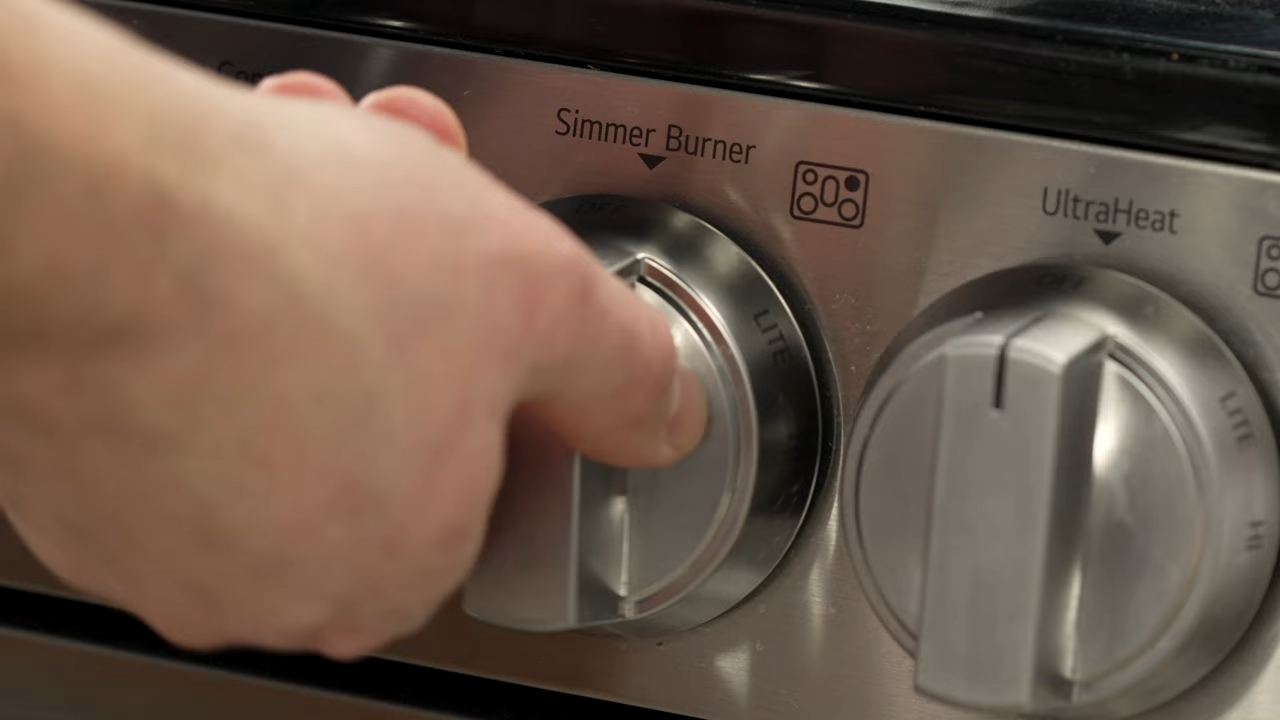 Simmer Burner
UltraHeat
OFF
LITE
OFF
LITE
HI